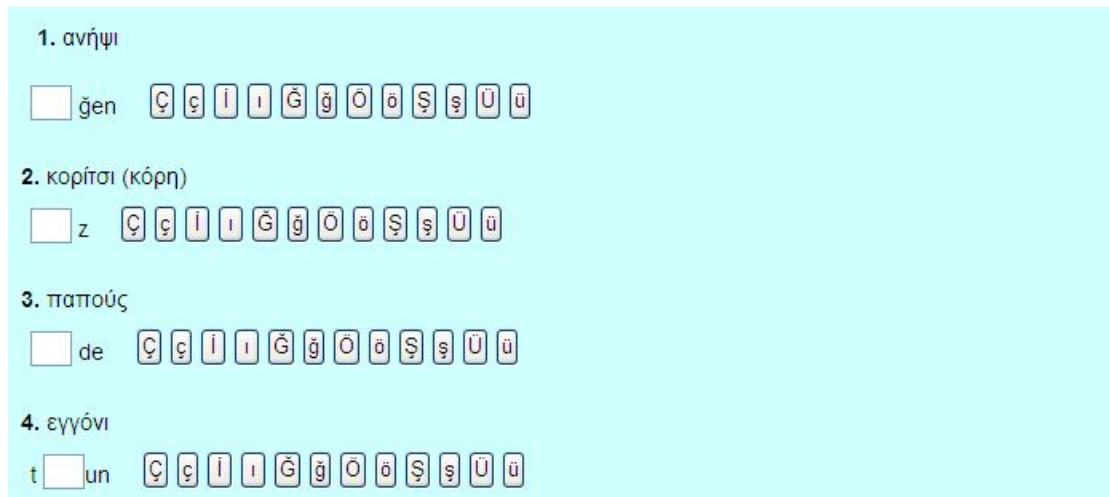 1. ανήψι
ğen Ç ç İ ı Ğ ğ Ö ö Ş ş Ü ü
2. κορίτσι (κόρη)
z Ç ç İ ı Ğ ğ Ö ö Ş ş Ü ü
3. παπούς
de Ç ç İ ı Ğ ğ Ö ö Ş ş Ü ü
4. εγγόνι
t un Ç ç İ ı Ğ ğ Ö ö Ş ş Ü ü